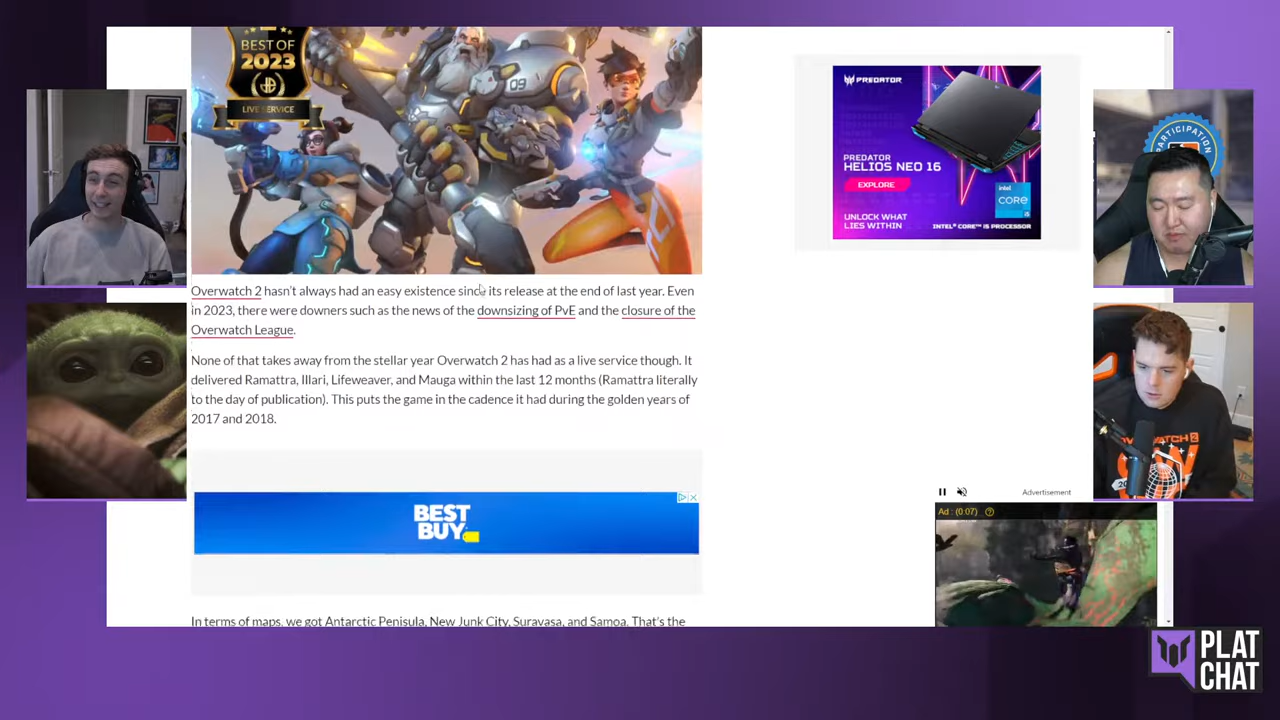 BEST OF
2023
LIVE SERVICE
09
PREDATOR
PREDATOR
HELIOS NEO 16
EXPLORE
UNLOCK WHAT
LIES WITHIN
intel
CORE
i5
INTEL® CORE™ i5 PROCESSOR
PARTICIPATION
Overwatch 2 hasn't always had an easy existence since its release at the end of last year. Even
in 2023, there were downers such as the news of the downsizing of PvE and the closure of the
Overwatch League.
None of that takes away from the stellar year Overwatch 2 has had as a live service though. It
delivered Ramattra, Illari, Lifeweaver, and Mauga within the last 12 months (Ramattra literally
to the day of publication). This puts the game in the cadence it had during the golden years of
2017 and 2018.
BEST
BUY
Advertisement
Ad : (0:07)
In terms of maps, we got Antarctic Penisula, New Junk City, Suravasa, and Samoa. That's the
PLAT
CHAT